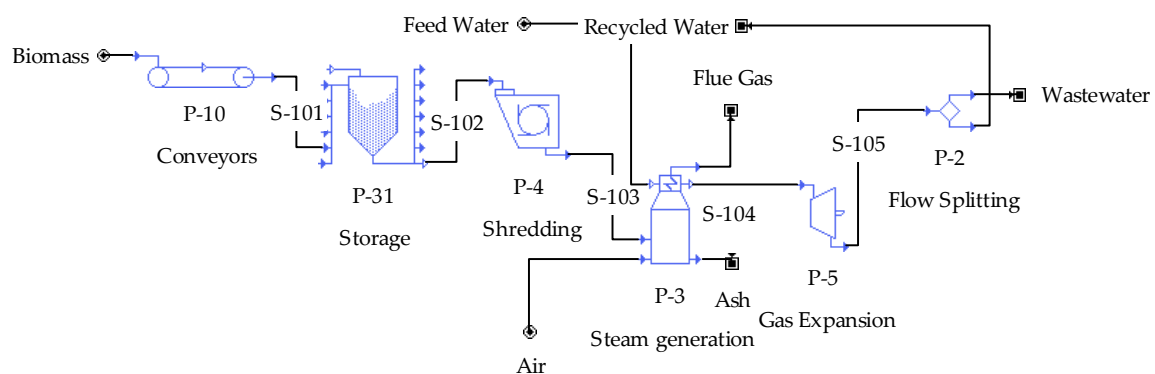 Feed Water
Recycled Water
Biomass
Flue Gas
Wastewater
P-10
S-101
S-102
S-105
Conveyors
P-31
P-4
P-2
Storage
Shredding
S-103
S-104
Flow Splitting
P-3
Ash
P-5
Steam generation
Gas Expansion
Air